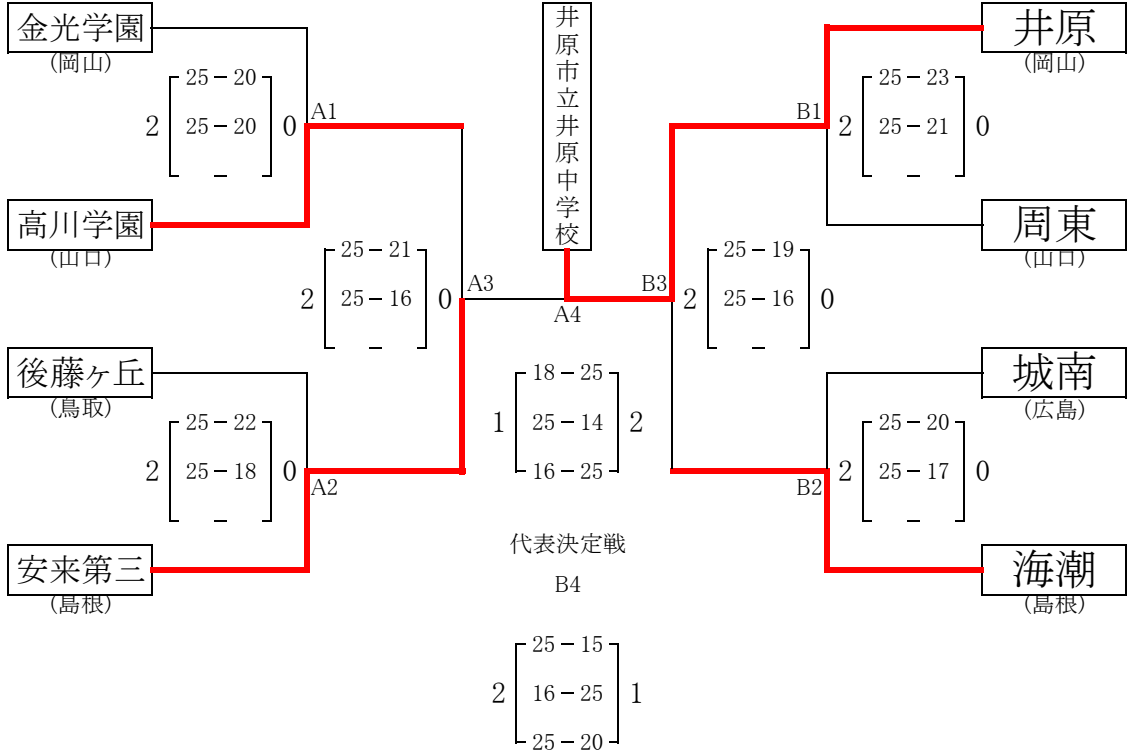 金光学園
(岡山)
25－20
2 25－20 0
－
A1
高川学園
(山口)
25－21
2 25－16 0
－
A3
後藤ヶ丘
(鳥取)
25－22
2 25－18 0
－
A2
安来第三
(島根)
井原市立井原中学校
A4
18－25
1 25－14 2
16－25
代表決定戦
B4
25－15
2 16－25 1
25－20
井原
(岡山)
B1
25－23
2 25－21 0
－
周東
(山口)
B3
25－19
2 25－16 0
－
城南
(広島)
25－20
2 25－17 0
－
B2
海潮
(島根)